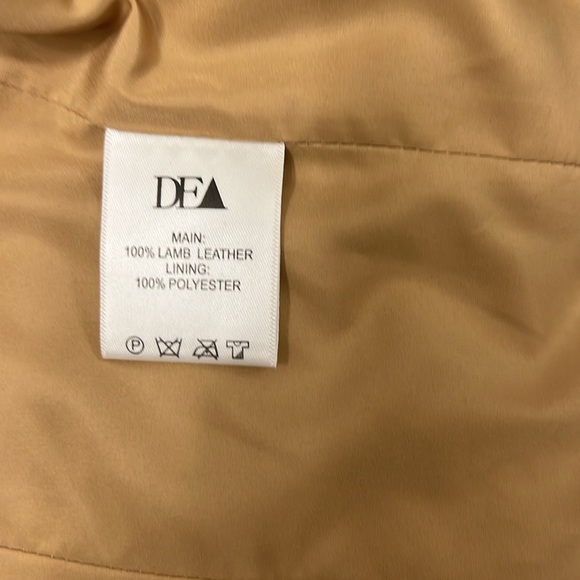 DEA
MAIN:
100% LAMB LEATHER
LINING:
100% POLYESTER
P